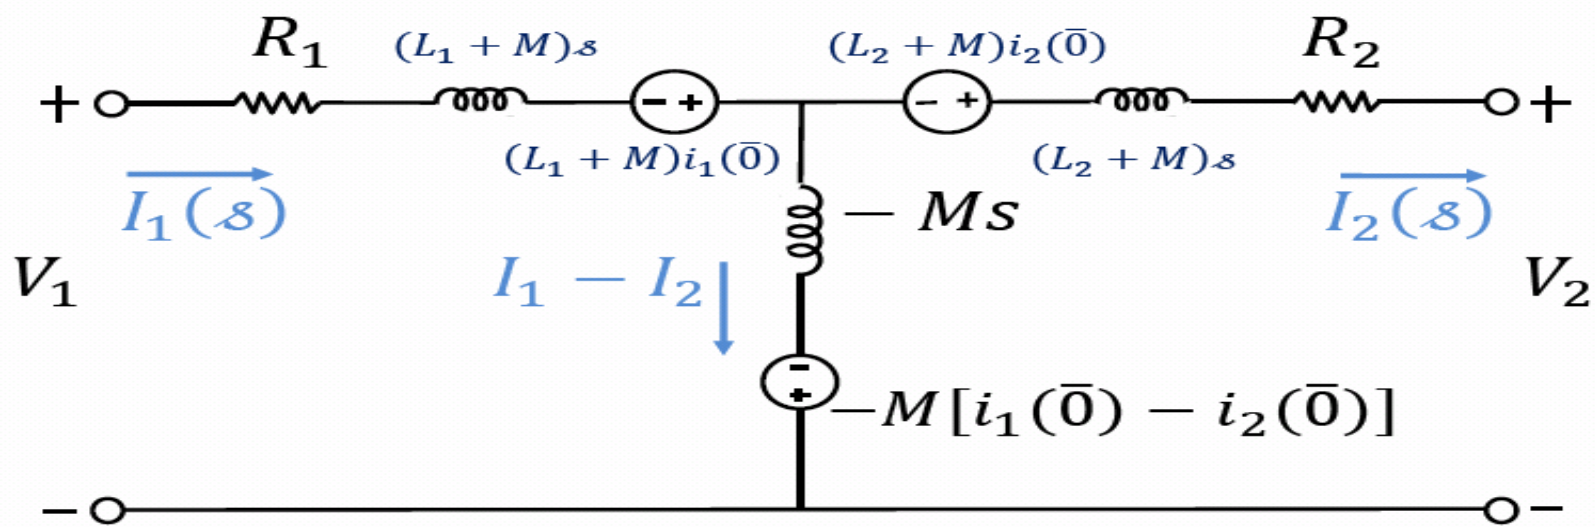 R₁
(L₁ + M)s
(L₂ + M)i₂(0̄)
R₂
+
- +
- +
+
(L₁ + M)i₁(0̄)
(L₂ + M)s
I₁(s)
− Ms
I₂(s)
V₁
I₁ − I₂
V₂
-
+
−M[i₁(0̄) − i₂(0̄)]
−
−